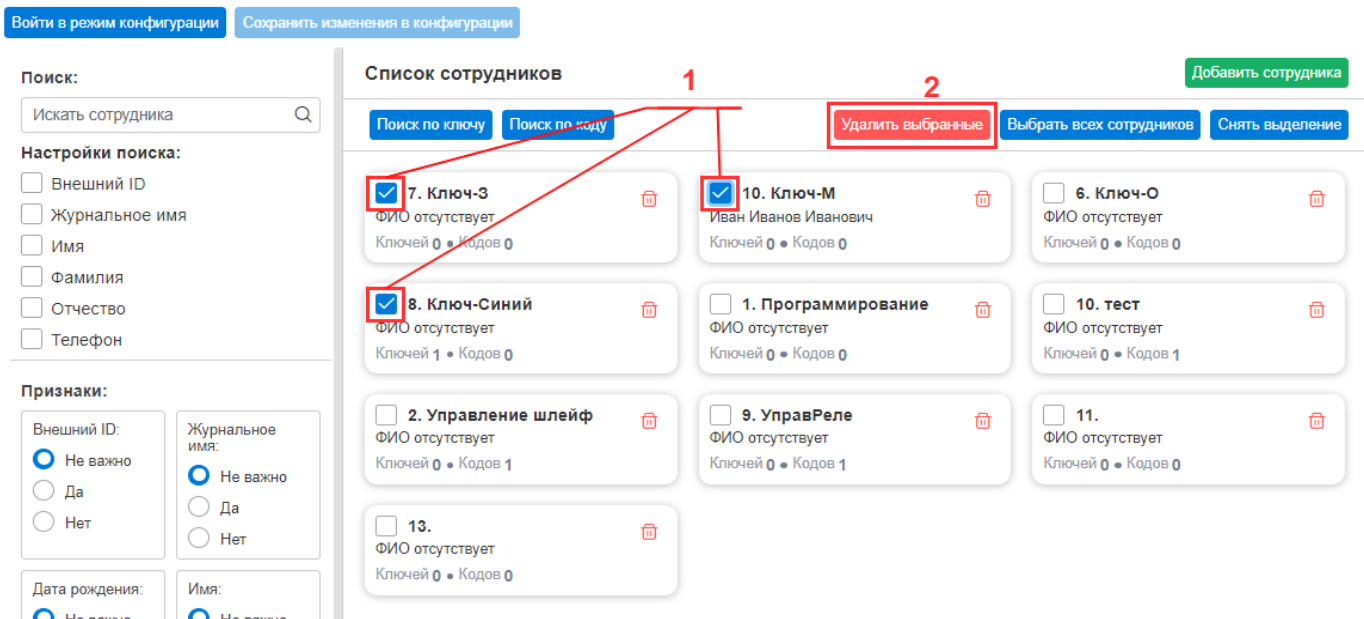 Войти в режим конфигурации
Сохранить изменения в конфигурации
Поиск:
Искать сотрудника
Настройки поиска:
Внешний ID
Журнальное имя
Имя
Фамилия
Отчество
Телефон
Признаки:
Внешний ID:
Не важно
Да
Нет
Журнальное
имя:
Не важно
Да
Нет
Дата рождения:
Не важно
Имя:
Не важно
Список сотрудников
1
2
Добавить сотрудника
Поиск по ключу
Поиск по коду
Удалить выбранные
Выбрать всех сотрудников
Снять выделение
7. Ключ-З
ФИО отсутствует
Ключей 0 • Кодов 0
10. Ключ-М
Иван Иванов Иванович
Ключей 0 • Кодов 0
6. Ключ-О
ФИО отсутствует
Ключей 0 • Кодов 0
8. Ключ-Синий
ФИО отсутствует
Ключей 1 • Кодов 0
1. Программирование
ФИО отсутствует
Ключей 0 • Кодов 0
10. тест
ФИО отсутствует
Ключей 0 • Кодов 1
2. Управление шлейф
ФИО отсутствует
Ключей 0 • Кодов 1
9. УправРеле
ФИО отсутствует
Ключей 0 • Кодов 1
11.
ФИО отсутствует
Ключей 0 • Кодов 0
13.
ФИО отсутствует
Ключей 0 • Кодов 0